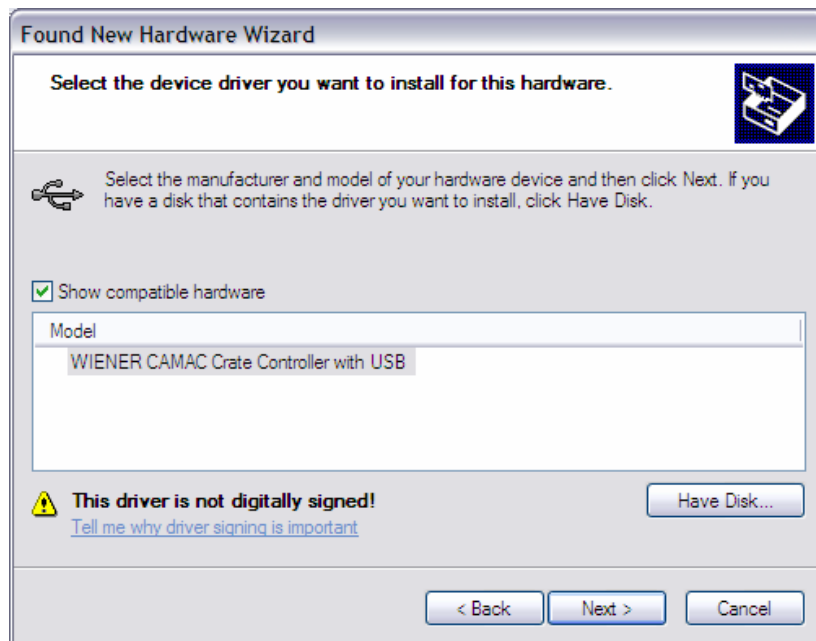 Found New Hardware Wizard
Select the device driver you want to install for this hardware.
Select the manufacturer and model of your hardware device and then click Next. If you
have a disk that contains the driver you want to install, click Have Disk.
Show compatible hardware
Model
WIENER CAMAC Crate Controller with USB
This driver is not digitally signed!
Have Disk...
Tell me why driver signing is important
< Back
Next >
Cancel